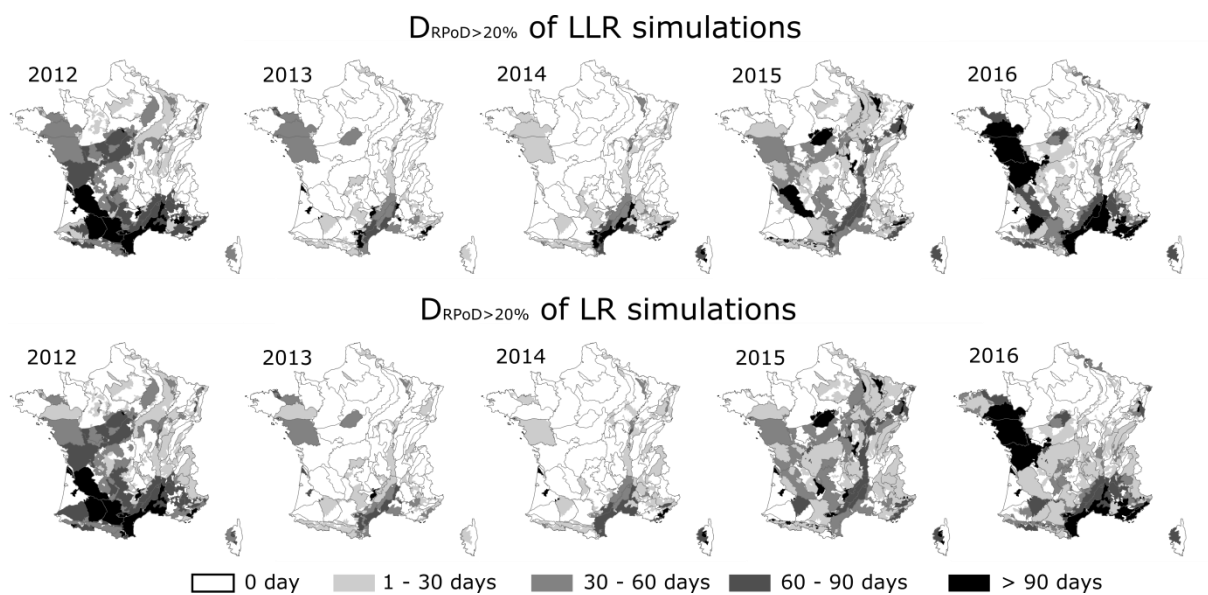 DRPoD>20% of LLR simulations
2012 2013 2014 2015 2016
DRPoD>20% of LR simulations
2012 2013 2014 2015 2016
0 day 1 - 30 days 30 - 60 days 60 - 90 days > 90 days